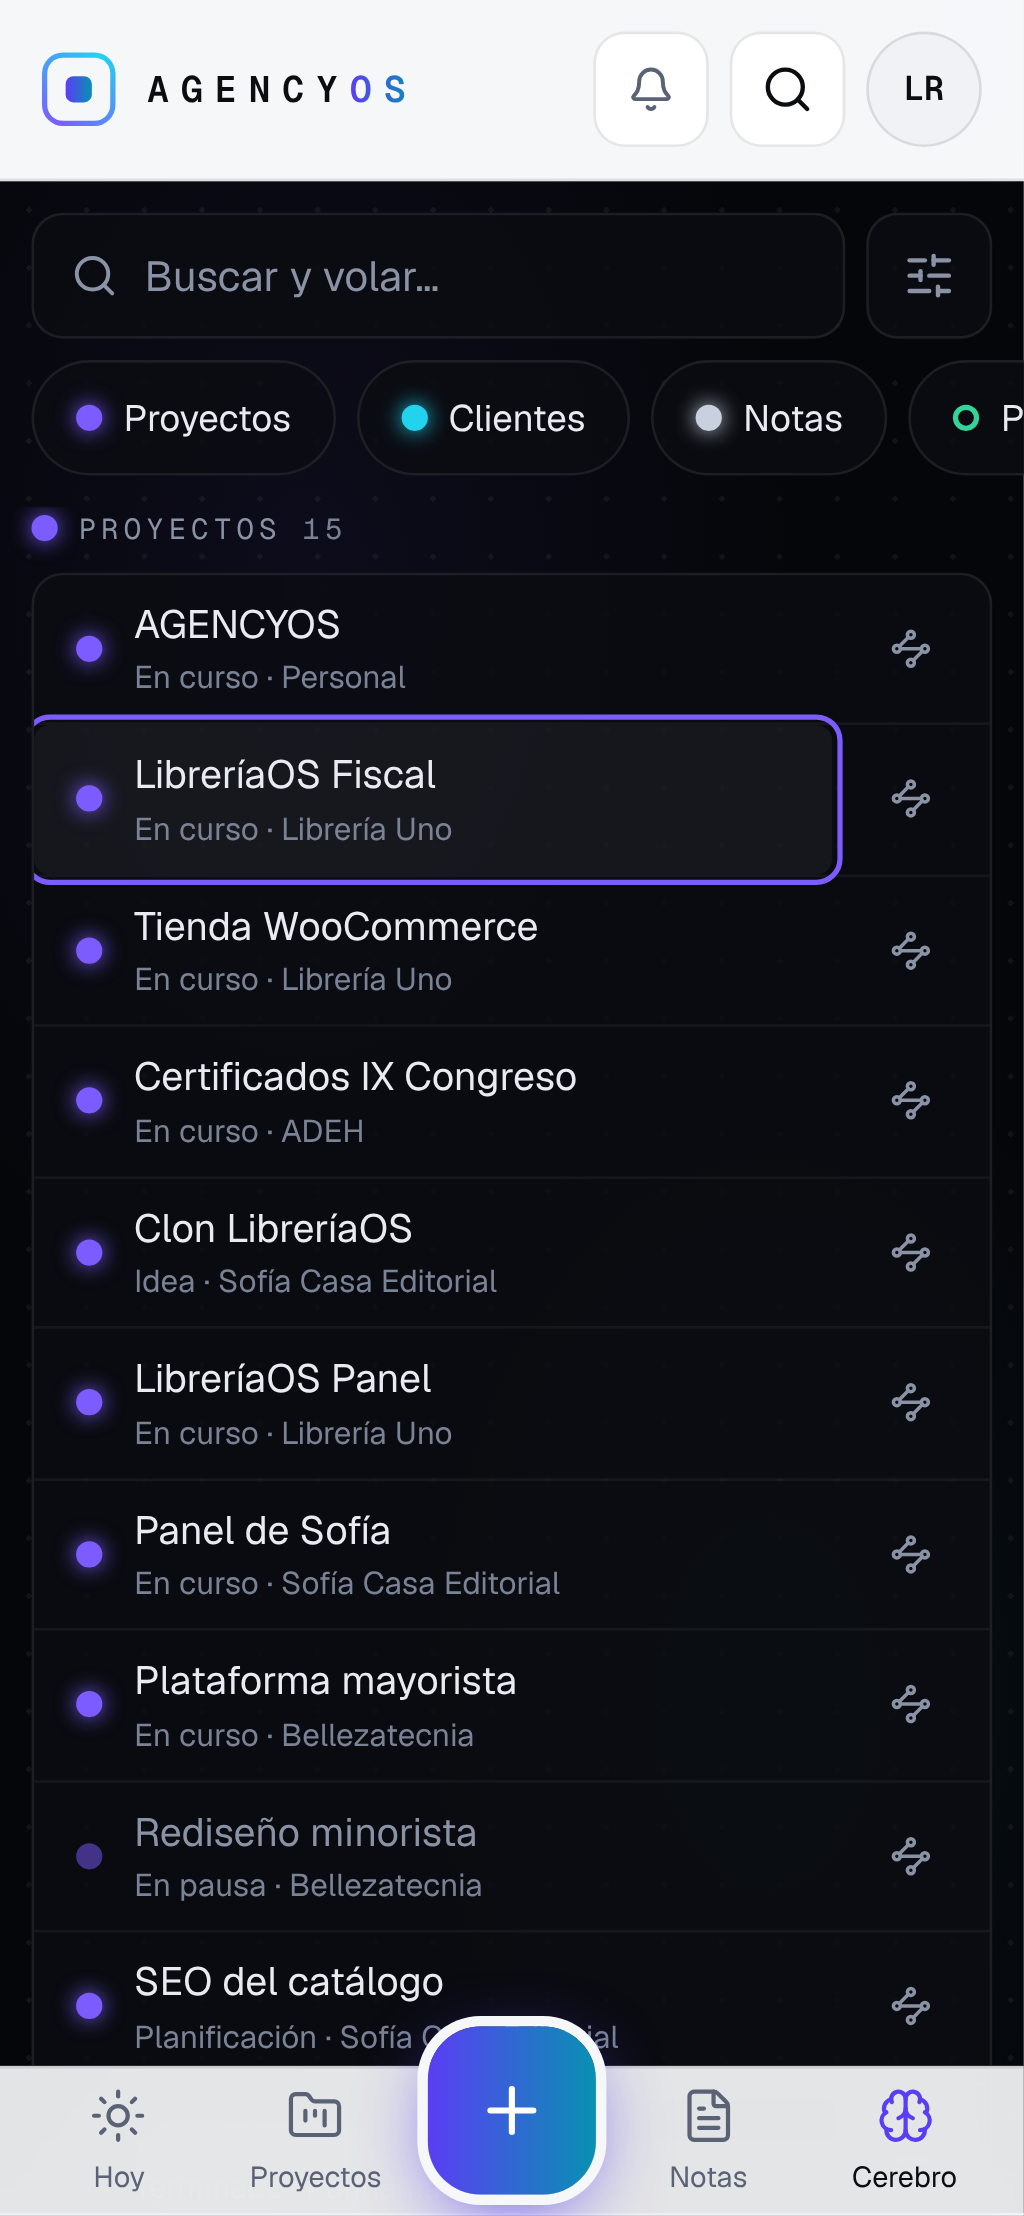 AGENCYOS
LR
Buscar y volar...
Proyectos
Clientes
Notas
P
PROYECTOS 15
AGENCYOS
En curso · Personal
LibreríaOS Fiscal
En curso · Librería Uno
Tienda WooCommerce
En curso · Librería Uno
Certificados IX Congreso
En curso · ADEH
Clon LibreríaOS
Idea · Sofía Casa Editorial
LibreríaOS Panel
En curso · Librería Uno
Panel de Sofía
En curso · Sofía Casa Editorial
Plataforma mayorista
En curso · Bellezatecnia
Rediseño minorista
En pausa · Bellezatecnia
SEO del catálogo
Planificación · Sofía
Hoy
Proyectos
Notas
Cerebro